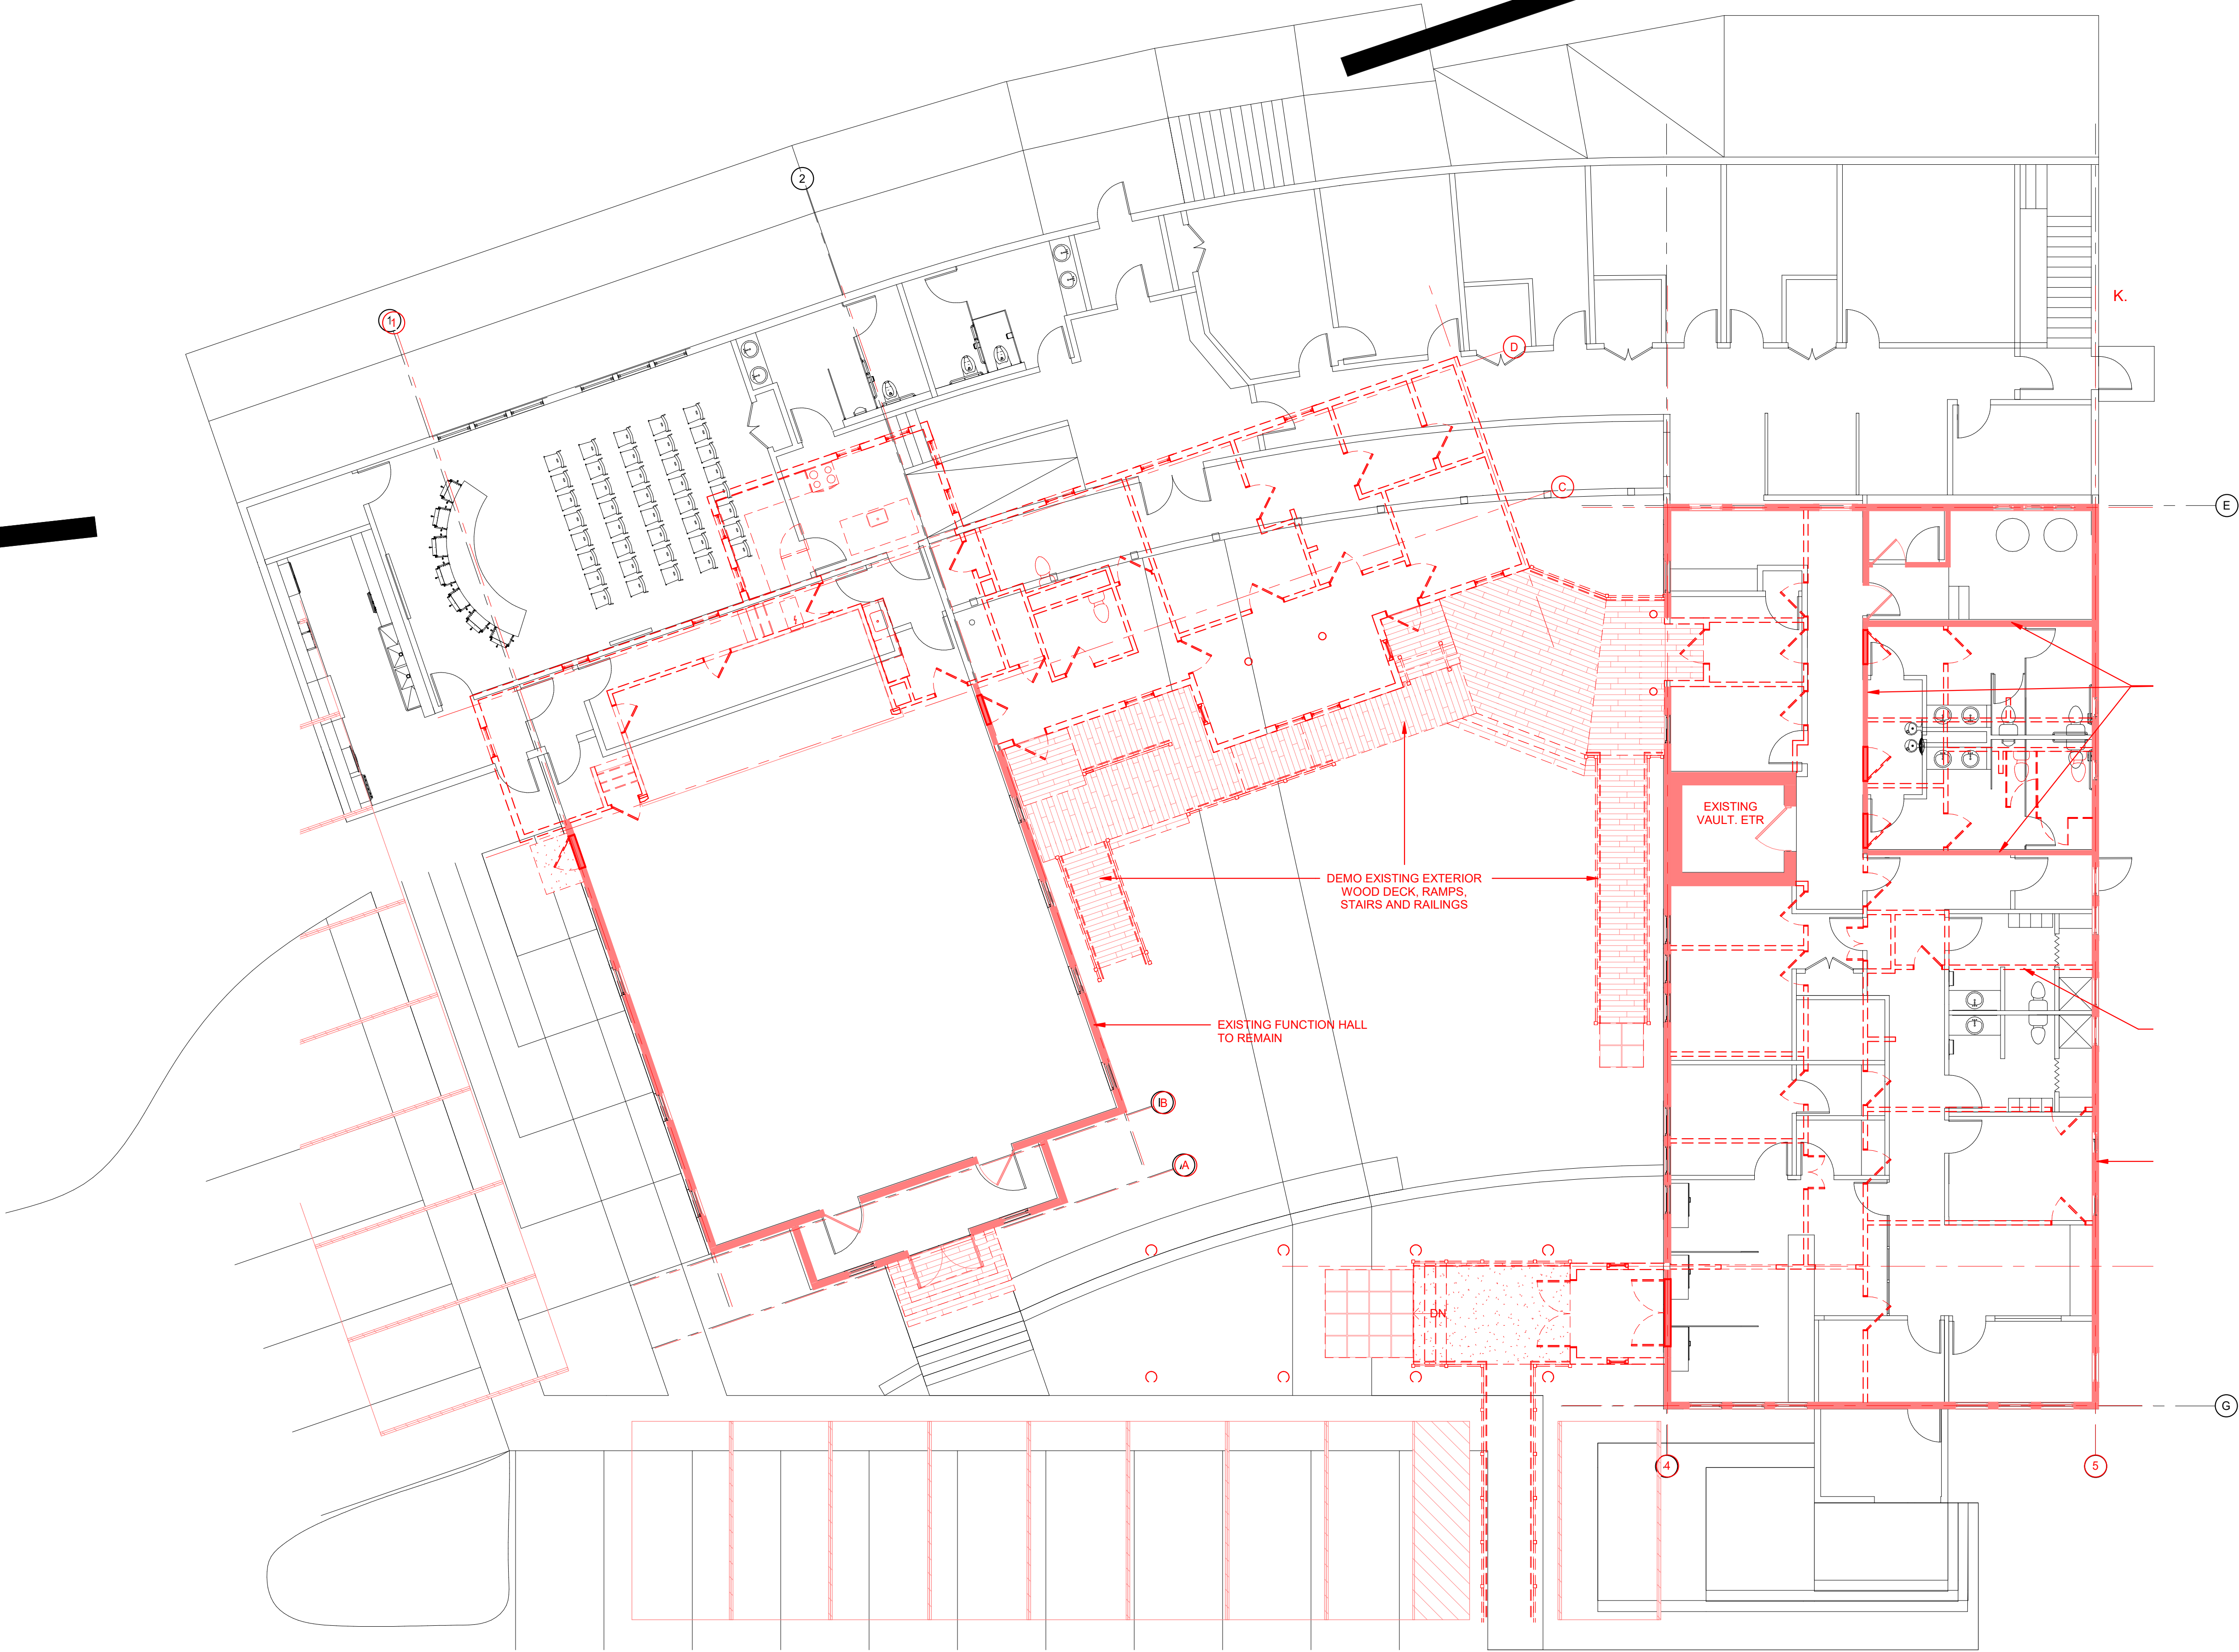 2
1
1
K.
D
C
E
EXISTING
VAULT. ETR
DEMO EXISTING EXTERIOR
WOOD DECK, RAMPS,
STAIRS AND RAILINGS
EXISTING FUNCTION HALL
TO REMAIN
B
A
DN
G
4
5